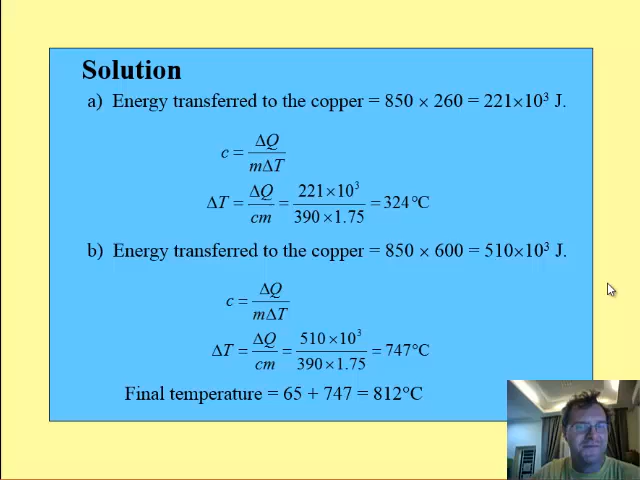 Solution
a) Energy transferred to the copper = 850 × 260 = 221×10³ J.
c = ΔQ / mΔT
ΔT = ΔQ / cm = 221×10³ / 390×1.75 = 324°C
b) Energy transferred to the copper = 850 × 600 = 510×10³ J.
c = ΔQ / mΔT
ΔT = ΔQ / cm = 510×10³ / 390×1.75 = 747°C
Final temperature = 65 + 747 = 812°C